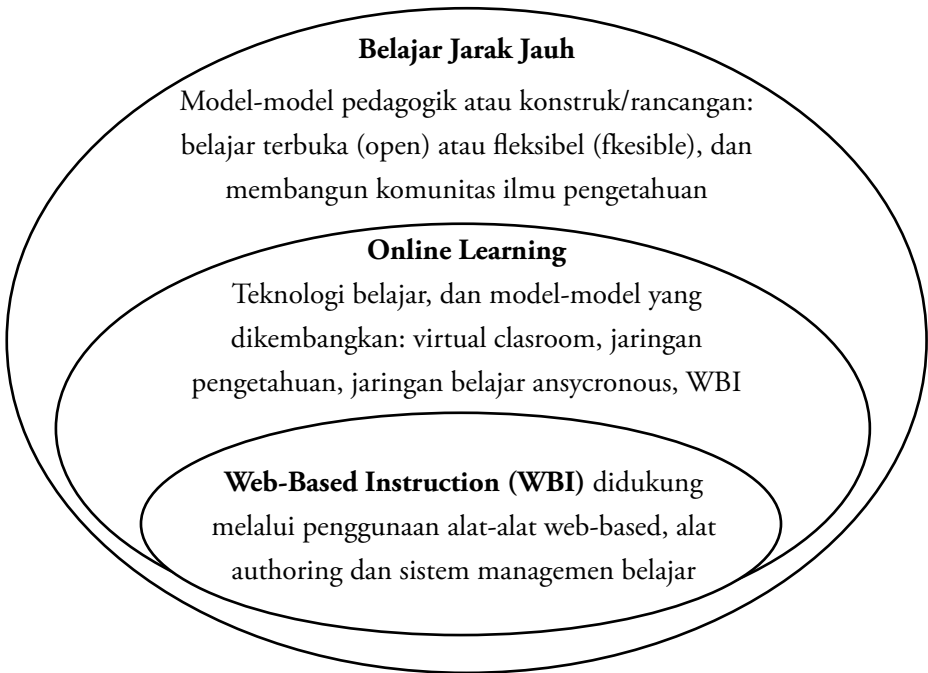 Belajar Jarak Jauh
Model-model pedagogik atau konstruk/rancangan:
belajar terbuka (open) atau fleksibel (fkesible), dan
membangun komunitas ilmu pengetahuan
Online Learning
Teknologi belajar, dan model-model yang
dikembangkan: virtual clasroom, jaringan
pengetahuan, jaringan belajar ansycronous, WBI
Web-Based Instruction (WBI) didukung
melalui penggunaan alat-alat web-based, alat
authoring dan sistem managemen belajar